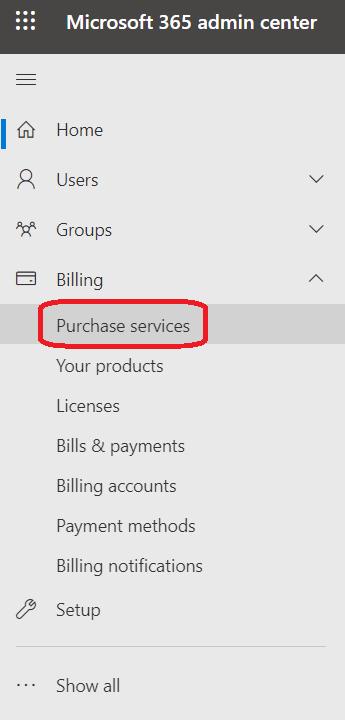 Microsoft 365 admin center
Home
Users
Groups
Billing
Purchase services
Your products
Licenses
Bills & payments
Billing accounts
Payment methods
Billing notifications
Setup
Show all